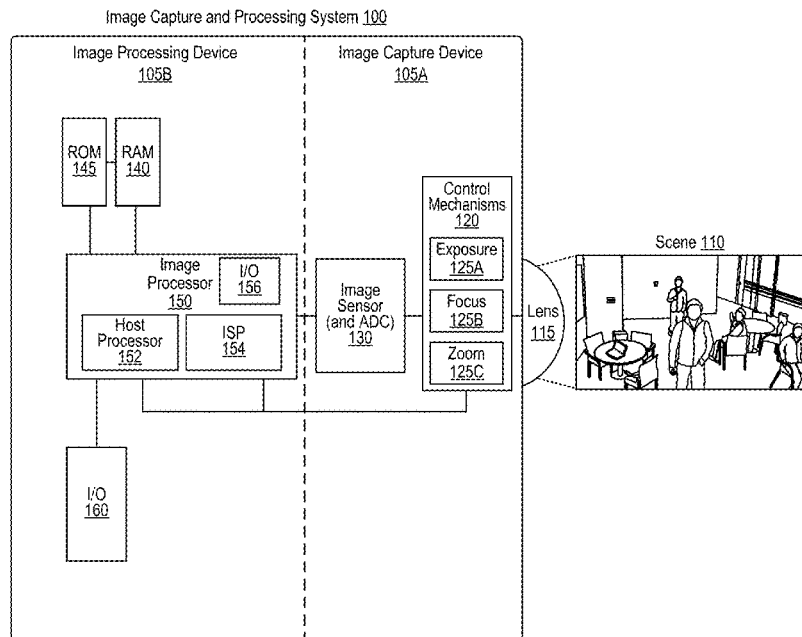 Image Capture and Processing System 100
Image Processing Device
105B
Image Capture Device
105A
ROM
145
RAM
140
Control
Mechanisms
120
Exposure
125A
Focus
125B
Zoom
125C
Scene 110
Image
Processor
150
I/O
156
Host
Processor
152
ISP
154
Image
Sensor
(and ADC)
130
Lens
115
I/O
160